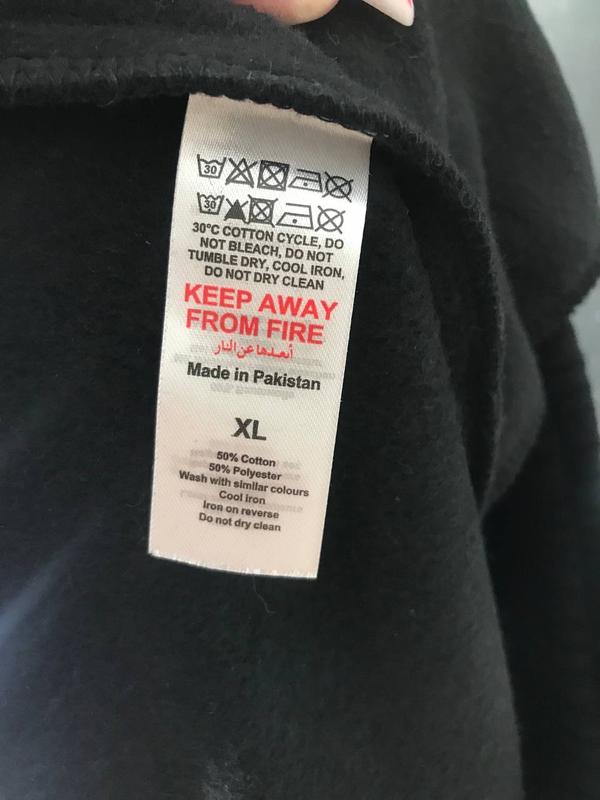 30
30
30°C COTTON CYCLE, DO
NOT BLEACH, DO NOT
TUMBLE DRY, COOL IRON,
DO NOT DRY CLEAN
KEEP AWAY
FROM FIRE
أبعدها عن النار
Made in Pakistan
XL
50% Cotton
50% Polyester
Wash with similar colours
Cool iron
Iron on reverse
Do not dry clean